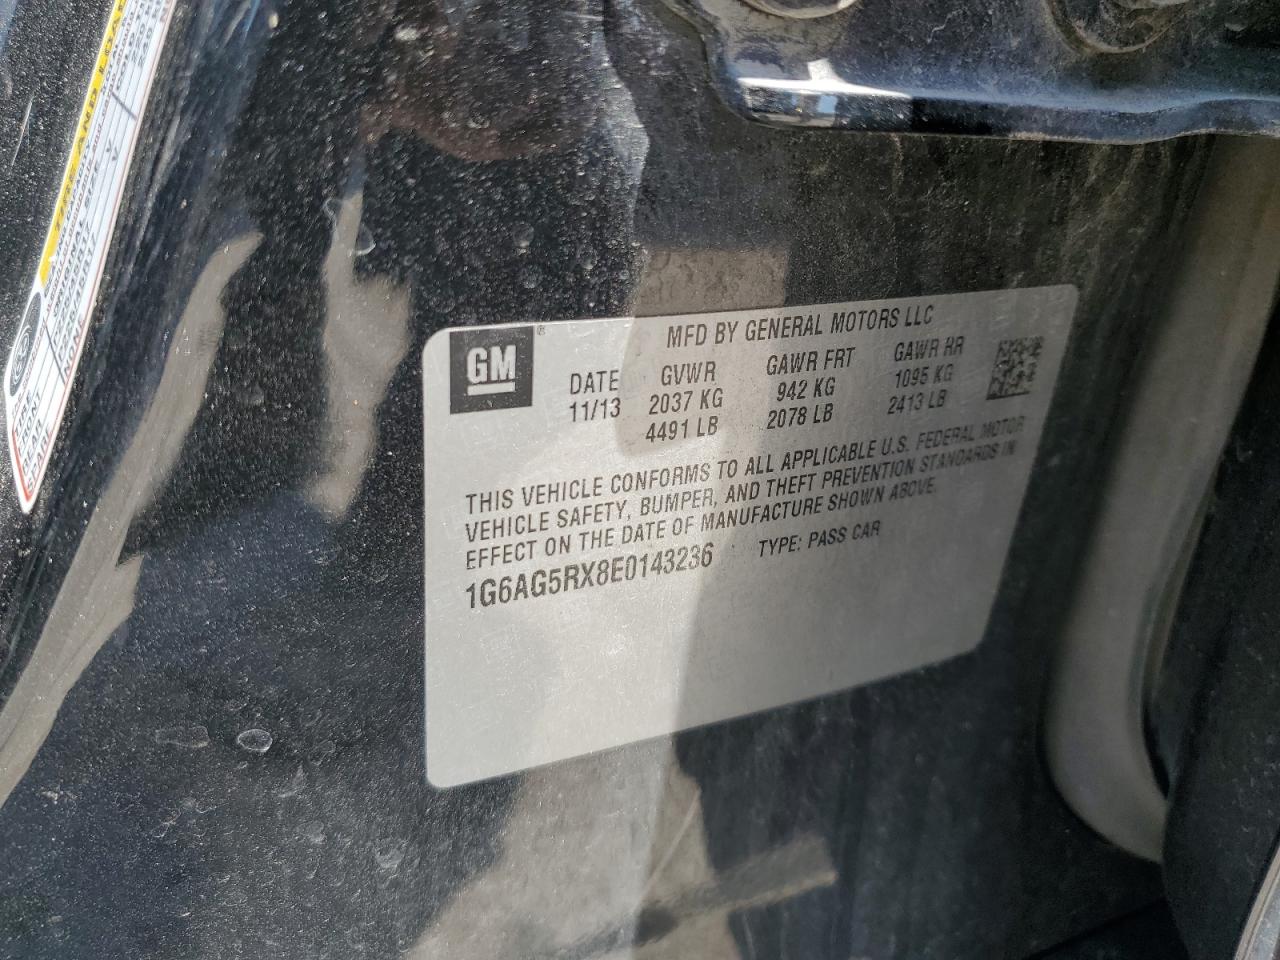 GM
MFD BY GENERAL MOTORS LLC
DATE GVWR GAWR FRT GAWR RR
11/13 2037 KG 942 KG 1095 KG
4491 LB 2078 LB 2413 LB
THIS VEHICLE CONFORMS TO ALL APPLICABLE U.S. FEDERAL MOTOR
VEHICLE SAFETY, BUMPER, AND THEFT PREVENTION STANDARDS IN
EFFECT ON THE DATE OF MANUFACTURE SHOWN ABOVE.
1G6AG5RX8E0143236 TYPE: PASS CAR
TIRE AND